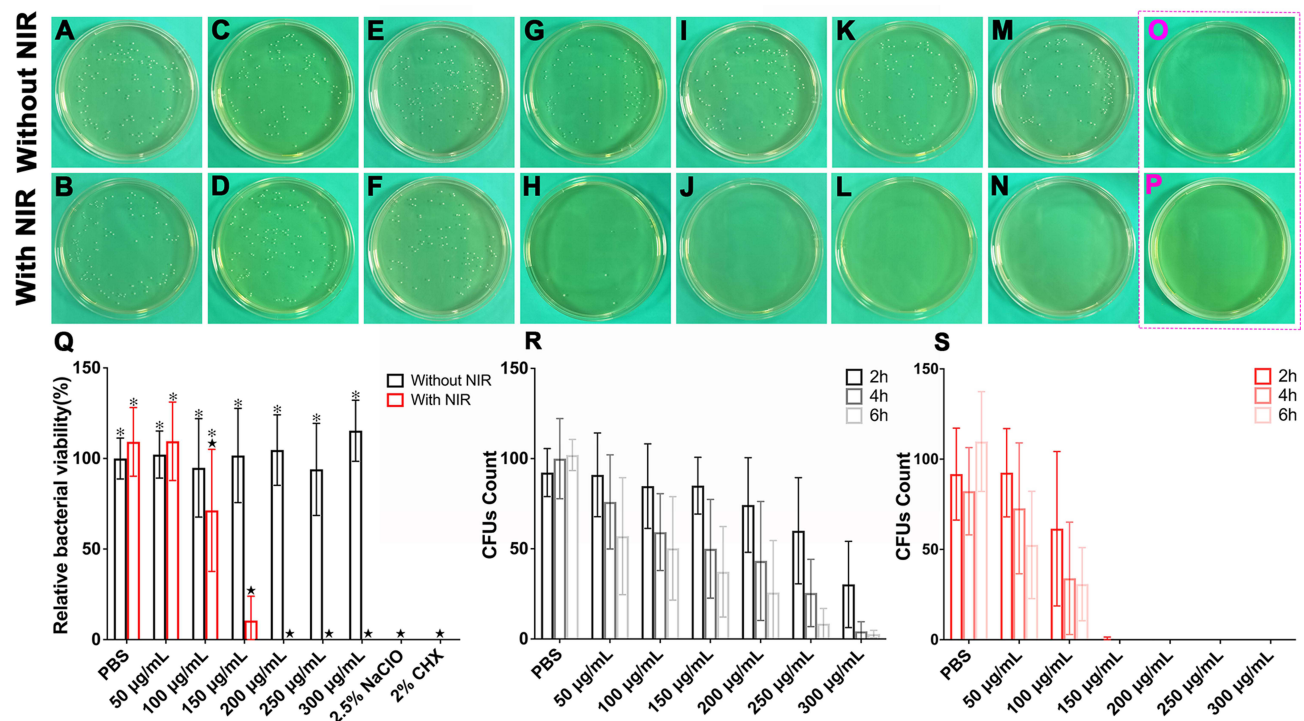 Without NIR
A
C
E
G
I
K
M
O
With NIR
B
D
F
H
J
L
N
P
Q
Relative bacterial viability(%)
150
100
50
0
* * * * * * * * * *
★ ★ ★ ★ ★ ★ ★
Without NIR
With NIR
PBS
50 μg/mL
100 μg/mL
150 μg/mL
200 μg/mL
250 μg/mL
300 μg/mL
2.5% NaClO
2% CHX
R
CFUs Count
150
100
50
0
2h
4h
6h
PBS
50 μg/mL
100 μg/mL
150 μg/mL
200 μg/mL
250 μg/mL
300 μg/mL
S
CFUs Count
150
100
50
0
2h
4h
6h
PBS
50 μg/mL
100 μg/mL
150 μg/mL
200 μg/mL
250 μg/mL
300 μg/mL